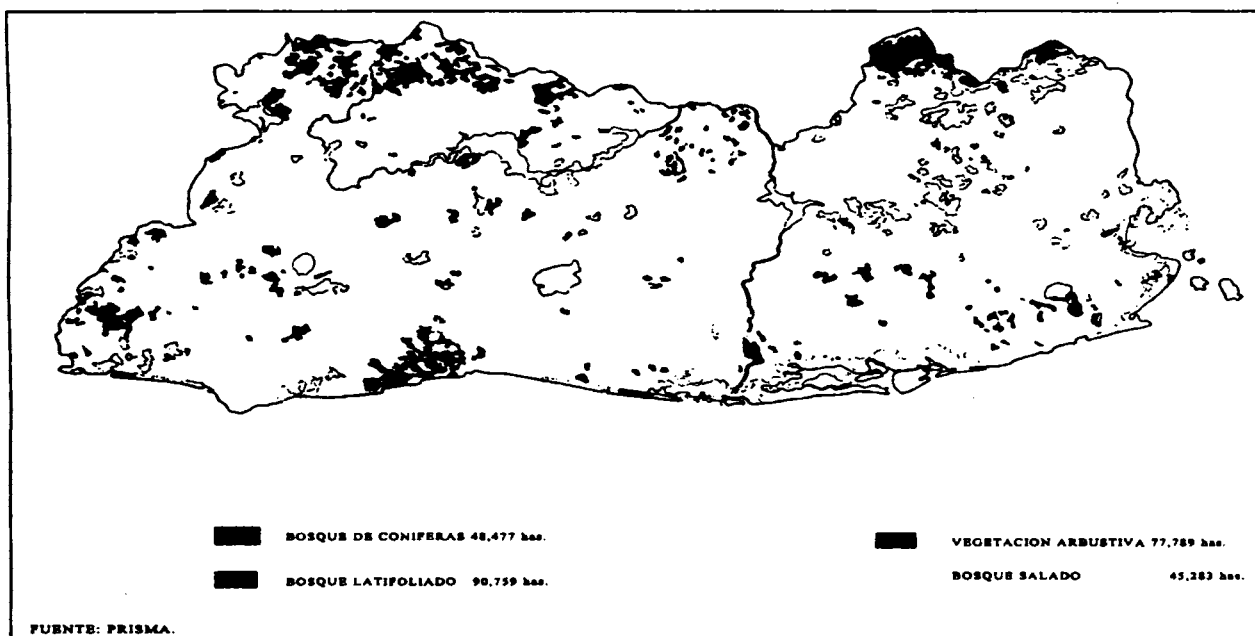 BOSQUE DE CONIFERAS 48,477 has.
BOSQUE LATIFOLIADO 90,759 has.
VEGETACION ARBUSTIVA 77,789 has.
BOSQUE SALADO 45,283 has.
FUENTE: PRISMA.